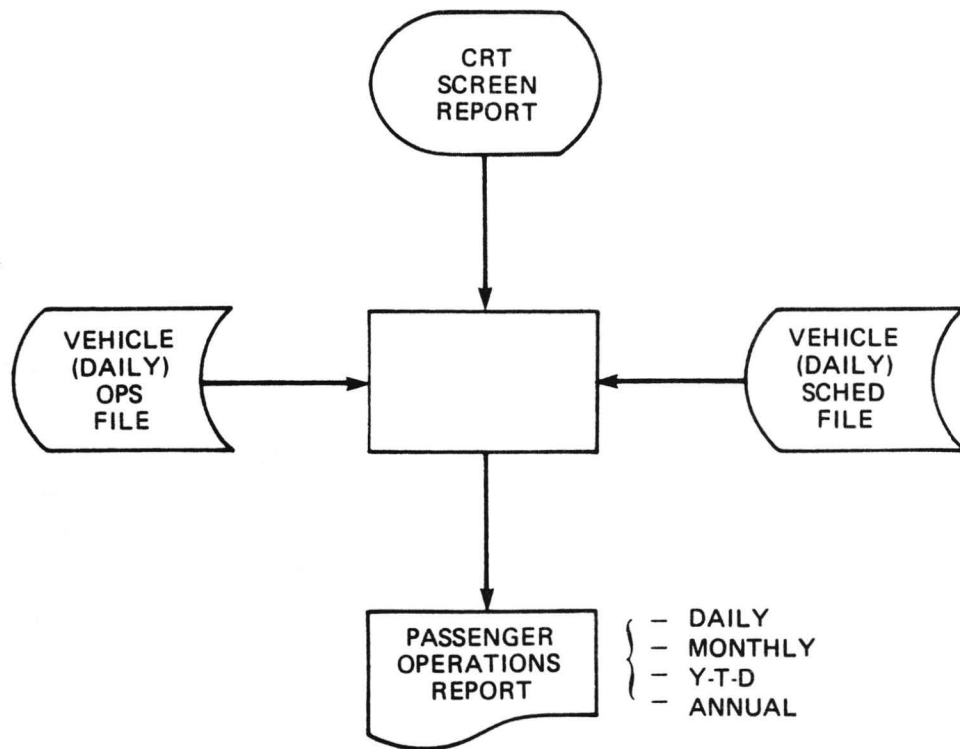 CRT
SCREEN
REPORT
VEHICLE
(DAILY)
OPS
FILE
VEHICLE
(DAILY)
SCHED
FILE
PASSENGER
OPERATIONS
REPORT
– DAILY
– MONTHLY
– Y-T-D
– ANNUAL